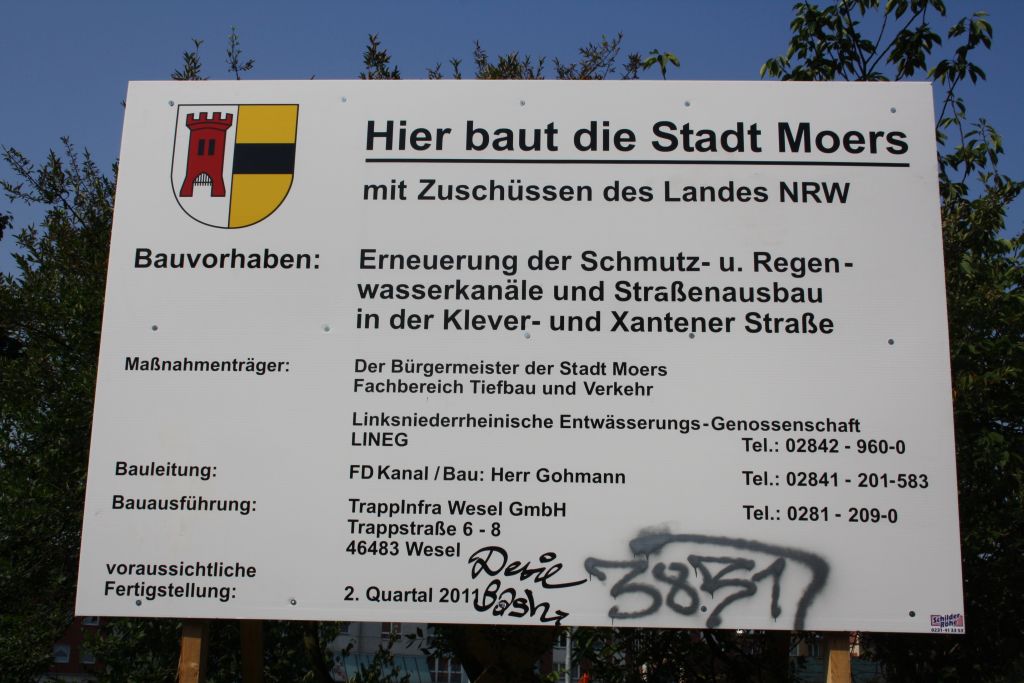 Hier baut die Stadt Moers
mit Zuschüssen des Landes NRW
Bauvorhaben: Erneuerung der Schmutz- u. Regen-
wasserkanäle und Straßenausbau
in der Klever- und Xantener Straße
Maßnahmenträger: Der Bürgermeister der Stadt Moers
Fachbereich Tiefbau und Verkehr
Linksniederrheinische Entwässerungs-Genossenschaft
LINEG Tel.: 02842 - 960-0
Bauleitung: FD Kanal / Bau: Herr Gohmann Tel.: 02841 - 201-583
Bauausführung: TrappInfra Wesel GmbH Tel.: 0281 - 209-0
Trappstraße 6 - 8
46483 Wesel
voraussichtliche
Fertigstellung: 2. Quartal 2011
38.51
Schilder